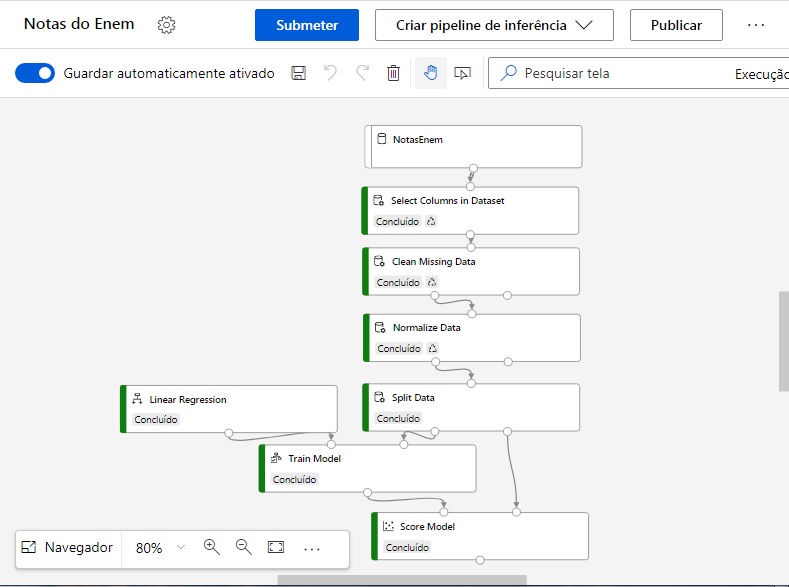 Notas do Enem
Submeter
Criar pipeline de inferência
Publicar
...
Guardar automaticamente ativado
Pesquisar tela
Execução
NotasEnem
Select Columns in Dataset
Concluído
Clean Missing Data
Concluído
Normalize Data
Concluído
Linear Regression
Concluído
Split Data
Concluído
Train Model
Concluído
Score Model
Concluído
Navegador
80%
...